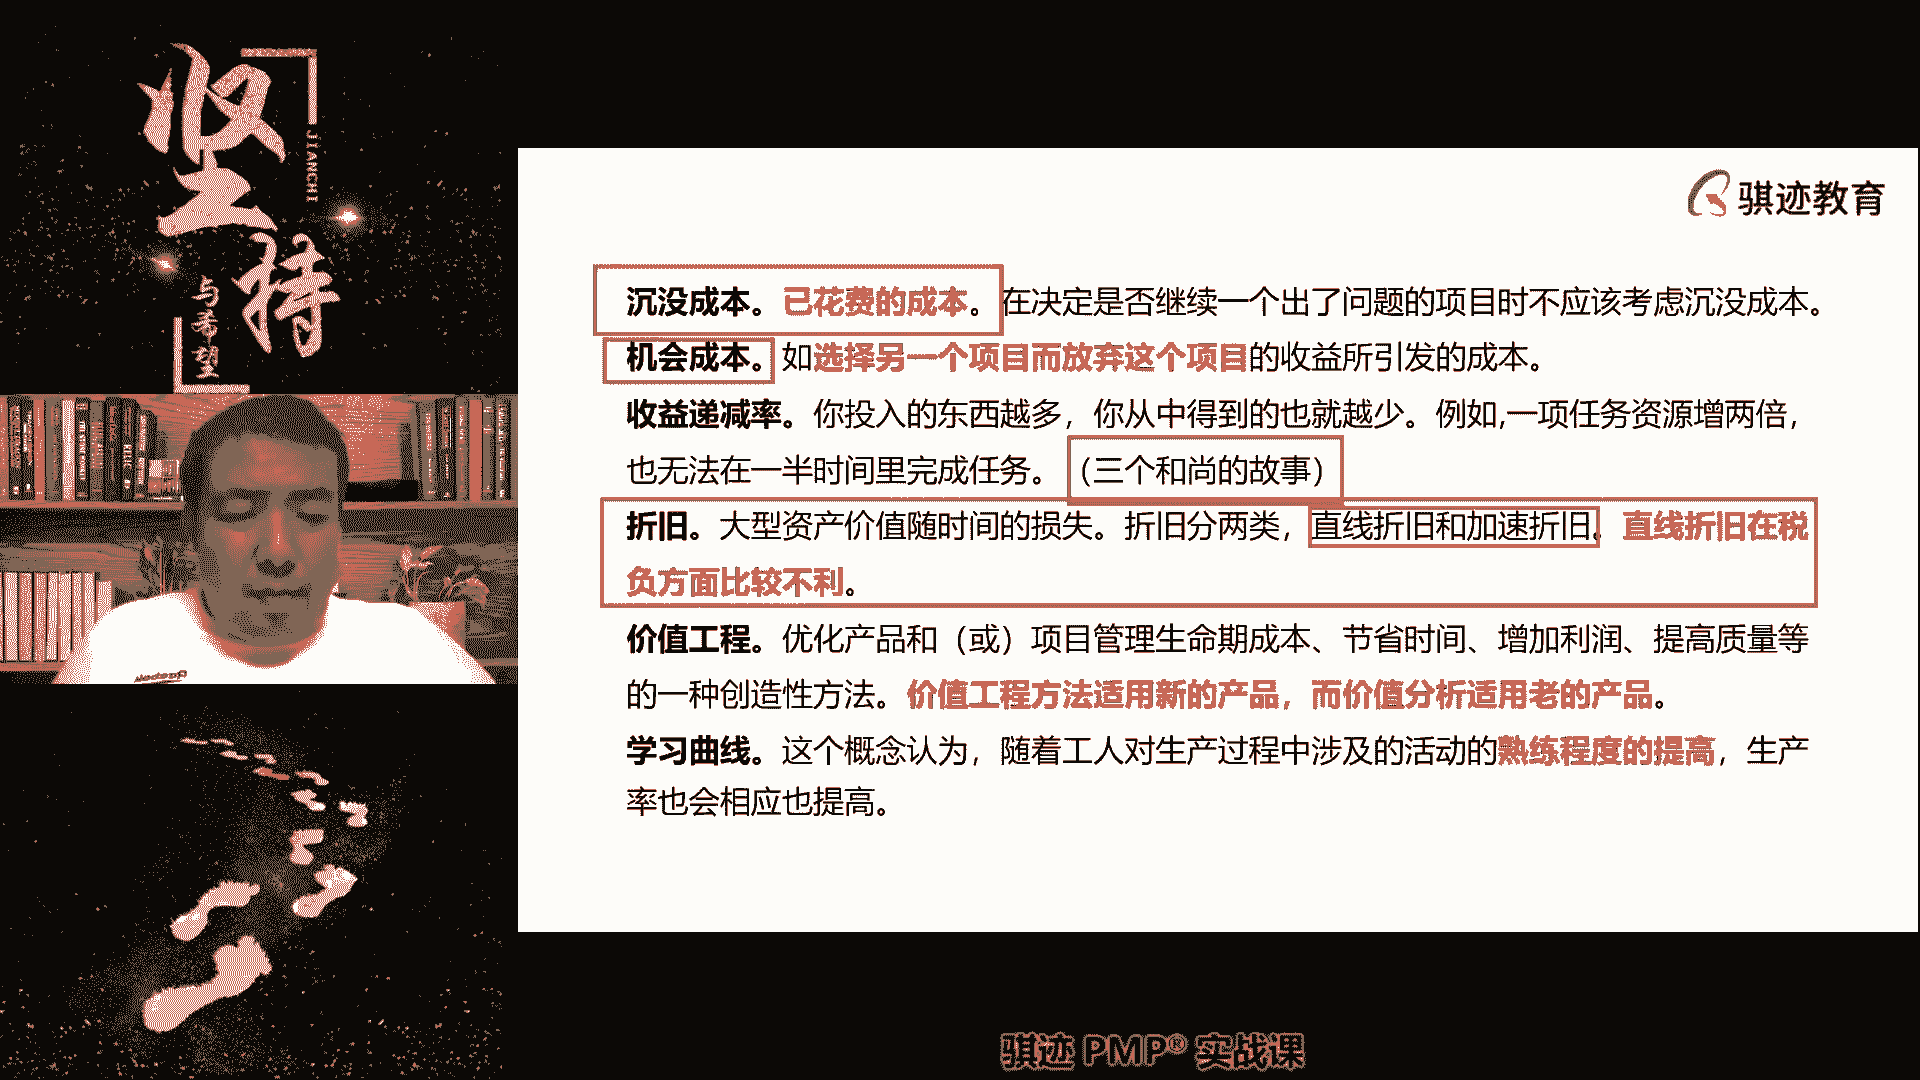 坚持
JIANCHI
与希望
骐迹教育
沉没成本。已花费的成本。在决定是否继续一个出了问题的项目时不应该考虑沉没成本。
机会成本。如选择另一个项目而放弃这个项目的收益所引发的成本。
收益递减率。你投入的东西越多，你从中得到的也就越少。例如,一项任务资源增两倍，
也无法在一半时间里完成任务。（三个和尚的故事）
折旧。大型资产价值随时间的损失。折旧分两类，直线折旧和加速折旧。直线折旧在税
负方面比较不利。
价值工程。优化产品和（或）项目管理生命期成本、节省时间、增加利润、提高质量等
的一种创造性方法。价值工程方法适用新的产品，而价值分析适用老的产品。
学习曲线。这个概念认为，随着工人对生产过程中涉及的活动的熟练程度的提高，生产
率也会相应也提高。
骐迹 PMP® 实战课